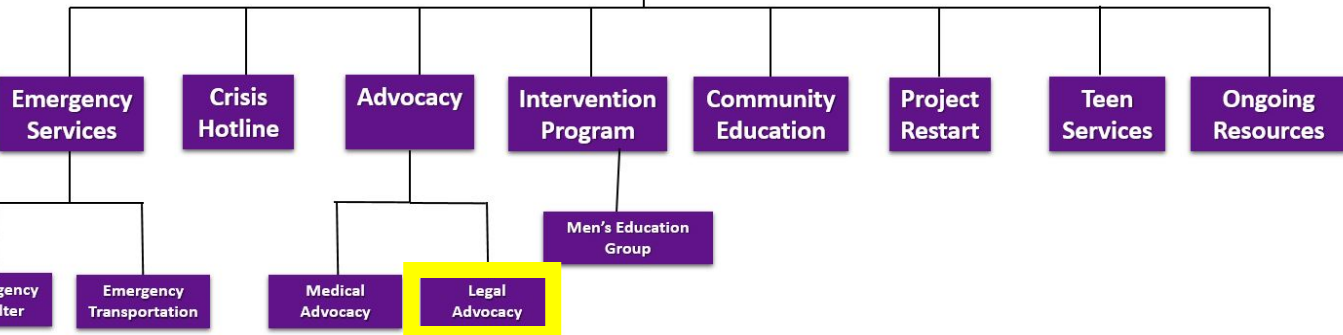 Emergency
Services
Crisis
Hotline
Advocacy
Intervention
Program
Community
Education
Project
Restart
Teen
Services
Ongoing
Resources
Men's Education
Group
Emergency
Transportation
Medical
Advocacy
Legal
Advocacy